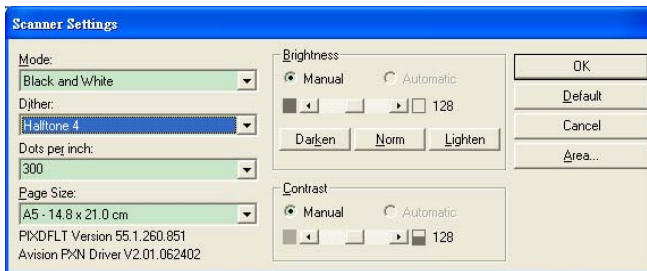 Scanner Settings
Mode:
Black and White
Dither:
Halftone 4
Dots per inch:
300
Page Size:
A5 - 14.8 x 21.0 cm
PIXDFLT Version 55.1.260.851
Avision PXN Driver V2.01.062402
Brightness
Manual
Automatic
128
Darken
Norm
Lighten
Contrast
Manual
Automatic
128
OK
Default
Cancel
Area...